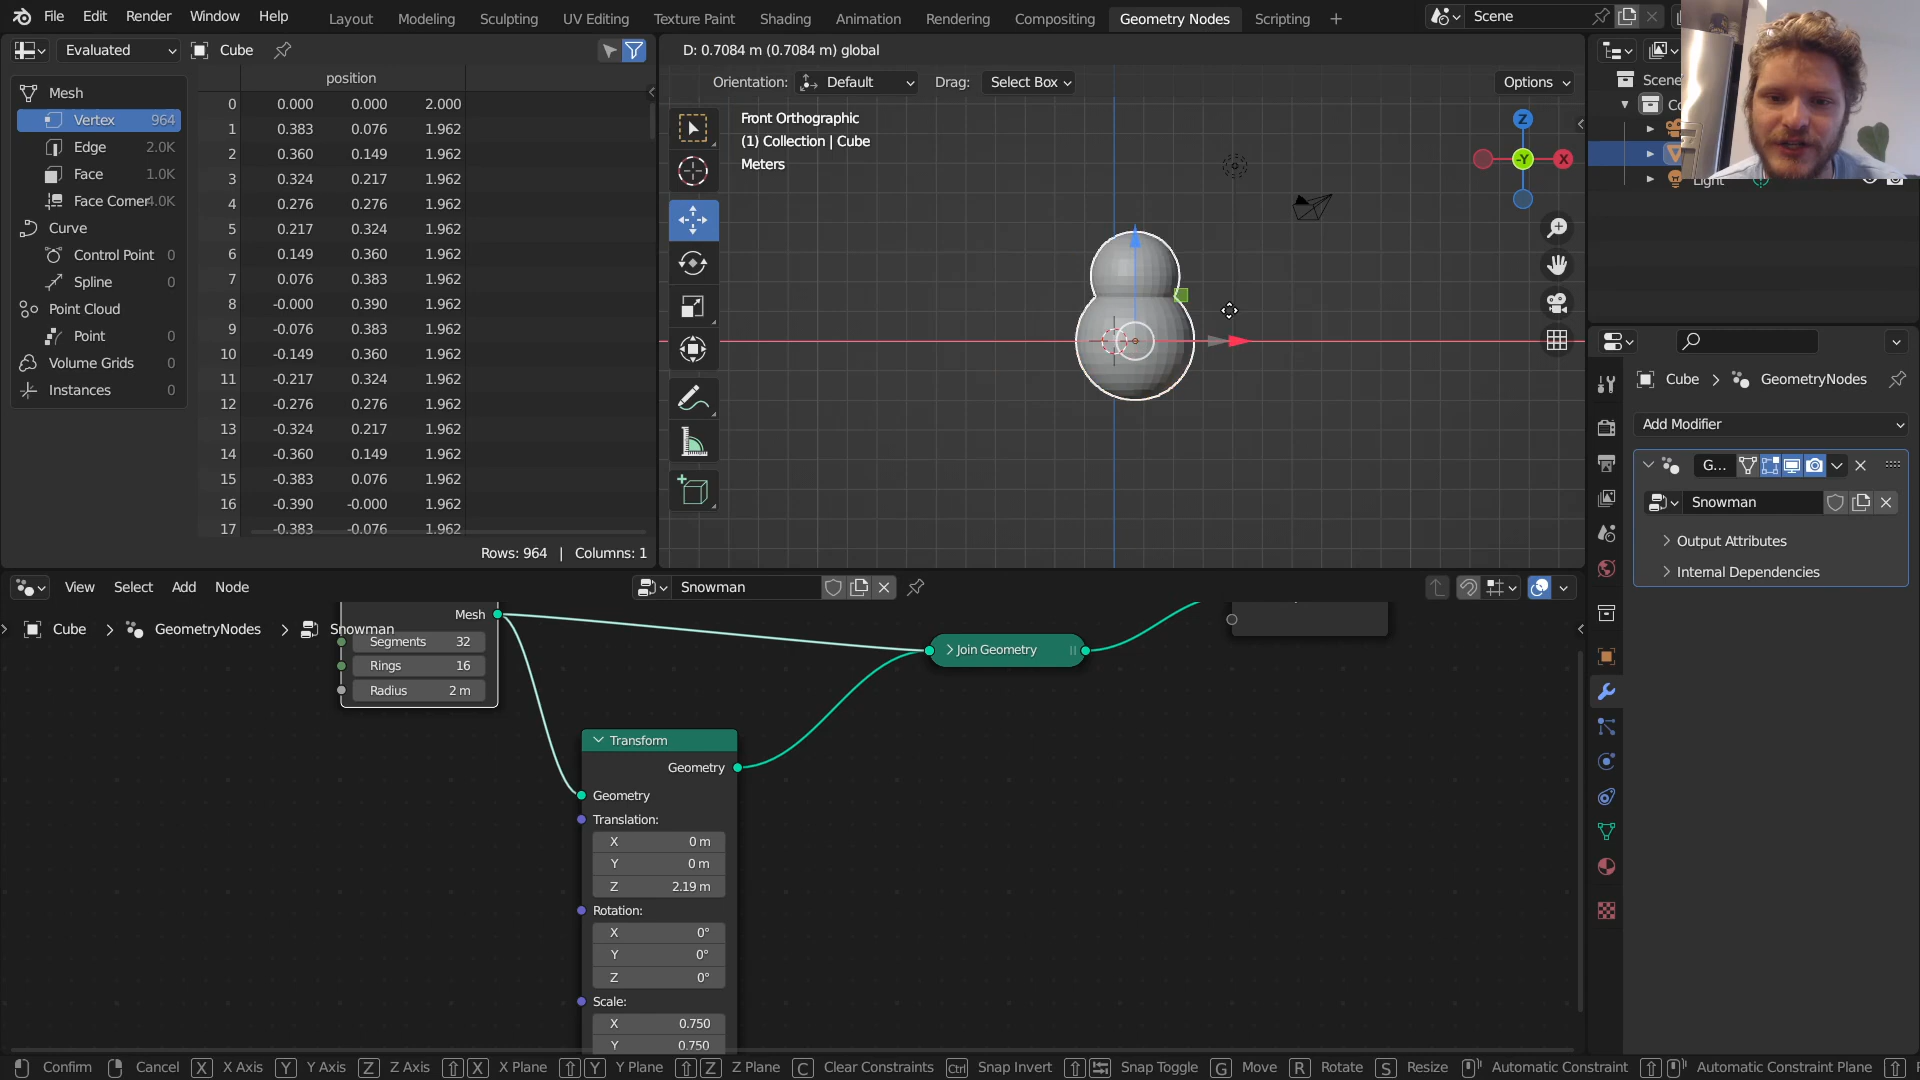 File Edit Render Window Help
Layout Modeling Sculpting UV Editing Texture Paint Shading Animation Rendering Compositing Geometry Nodes Scripting
Scene
Evaluated
Cube
Mesh
Vertex 964
Edge 2.0K
Face 1.0K
Face Corner 4.0K
Curve
Control Point 0
Spline 0
Point Cloud
Point 0
Volume Grids 0
Instances 0
position
0 0.000 0.000 2.000
1 0.383 0.076 1.962
2 0.360 0.149 1.962
3 0.324 0.217 1.962
4 0.276 0.276 1.962
5 0.217 0.324 1.962
6 0.149 0.360 1.962
7 0.076 0.383 1.962
8 -0.000 0.390 1.962
9 -0.076 0.383 1.962
10 -0.149 0.360 1.962
11 -0.217 0.324 1.962
12 -0.276 0.276 1.962
13 -0.324 0.217 1.962
14 -0.360 0.149 1.962
15 -0.383 0.076 1.962
16 -0.390 -0.000 1.962
17 -0.383 -0.076 1.962
Rows: 964 | Columns: 1
D: 0.7084 m (0.7084 m) global
Orientation: Default Drag: Select Box
Options
Front Orthographic
(1) Collection | Cube
Meters
Z
-Y
X
Scene
Co
Light
Cube > GeometryNodes
Add Modifier
G...
Snowman
Output Attributes
Internal Dependencies
View Select Add Node
Snowman
Cube > GeometryNodes > Snowman
Mesh
Segments 32
Rings 16
Radius 2 m
Join Geometry
Transform
Geometry
Geometry
Translation:
X 0 m
Y 0 m
Z 2.19 m
Rotation:
X 0°
Y 0°
Z 0°
Scale:
X 0.750
Y 0.750
Confirm Cancel X X Axis Y Y Axis Z Z Axis X X Plane Y Y Plane Z Z Plane C Clear Constraints Ctrl Snap Invert Snap Toggle G Move R Rotate S Resize Automatic Constraint Automatic Constraint Plane